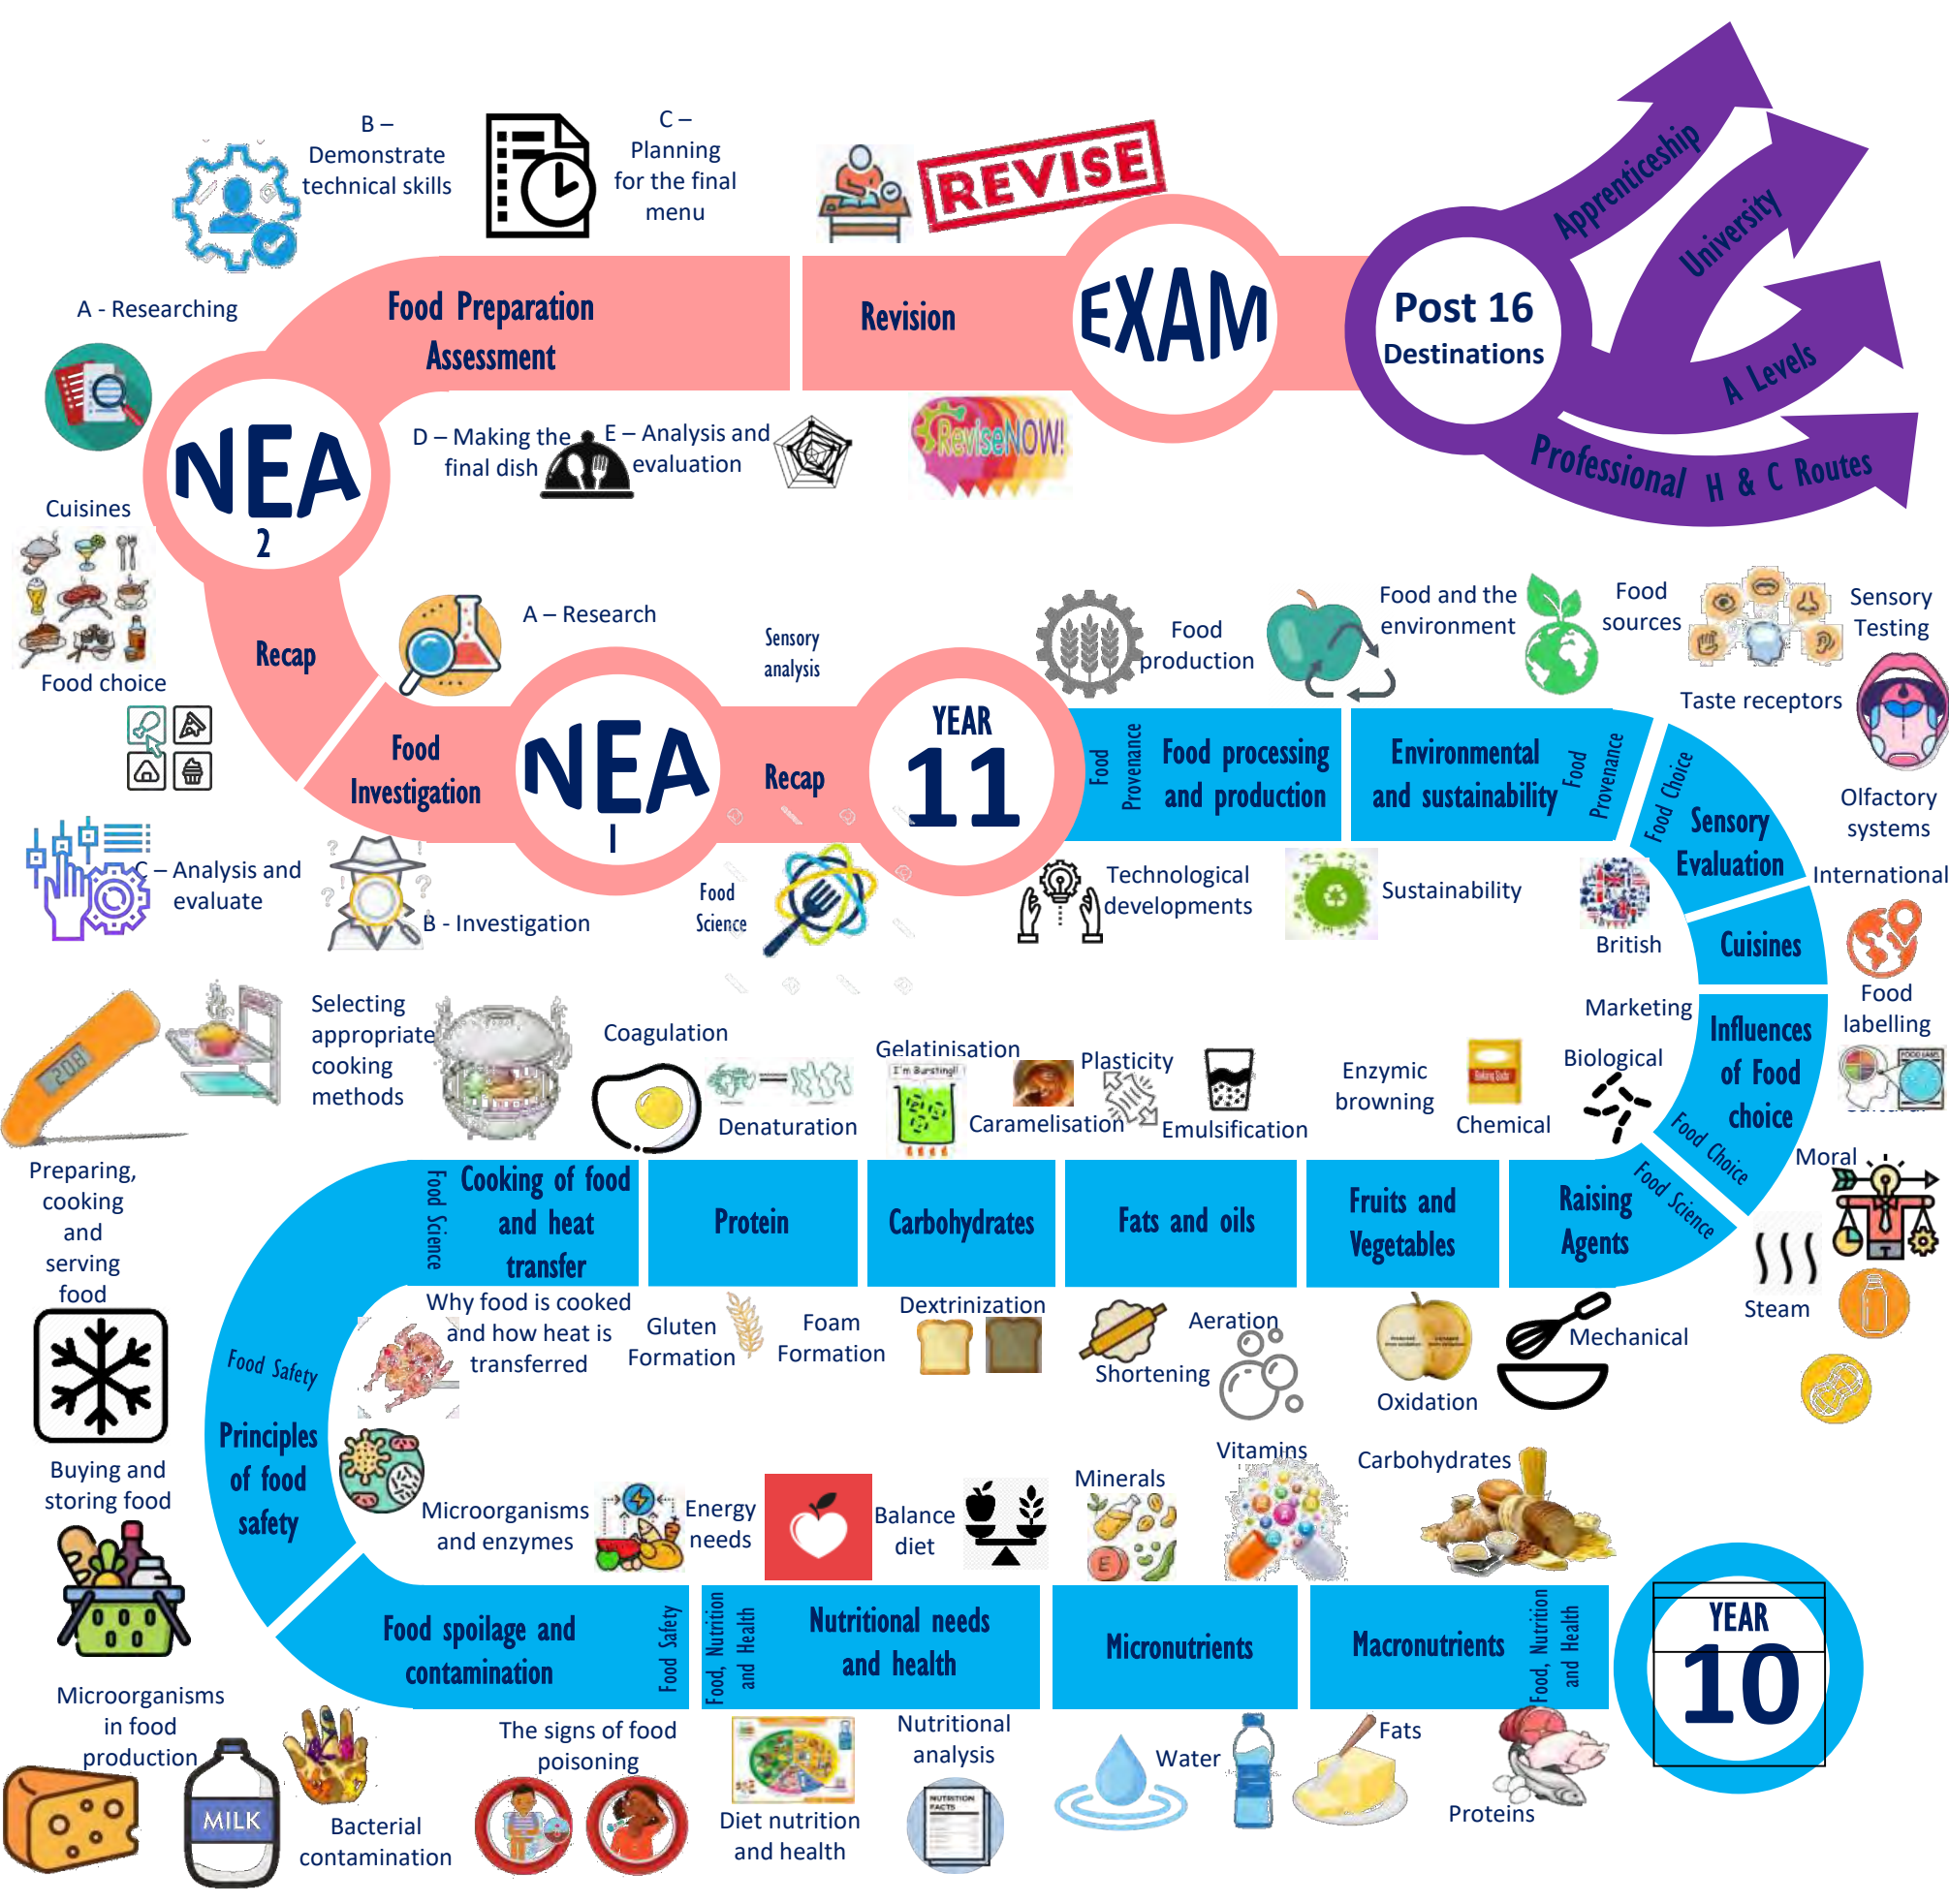 B –
Demonstrate
technical skills
C –
Planning
for the final
menu
REVISE
Apprenticeship
University
A Levels
Professional H & C Routes
Post 16
Destinations
EXAM
Revision
Food Preparation
Assessment
A - Researching
NEA
2
D – Making the
final dish
E – Analysis and
evaluation
ReviseNOW!
Cuisines
Food choice
Recap
A – Research
Sensory
analysis
Food
Investigation
NEA
1
Recap
YEAR
11
C – Analysis and
evaluate
B - Investigation
Food
Science
Food
production
Food and the
environment
Food
sources
Sensory
Testing
Taste receptors
Olfactory
systems
Food
Provenance
Food processing
and production
Environmental
and sustainability
Food
Provenance
Food Choice
Sensory
Evaluation
Technological
developments
Sustainability
British
International
Cuisines
Marketing
Food
labelling
FOOD LABEL
Influences
of Food
choice
Food Choice
Moral
208
Selecting
appropriate
cooking
methods
Coagulation
Denaturation
Gelatinisation
I'm Bursting!!
Caramelisation
Plasticity
Emulsification
Enzymic
browning
Baking Soda
Chemical
Biological
Preparing,
cooking
and
serving
food
Food Science
Cooking of food
and heat
transfer
Protein
Carbohydrates
Fats and oils
Fruits and
Vegetables
Raising
Agents
Food Science
Why food is cooked
and how heat is
transferred
Gluten
Formation
Foam
Formation
Dextrinization
Shortening
Aeration
Oxidation
Mechanical
Steam
Food Safety
Principles
of food
safety
Buying and
storing food
Microorganisms
and enzymes
Energy
needs
Balance
diet
Minerals
E
Vitamins
Carbohydrates
Food spoilage and
contamination
Food Safety
Food, Nutrition
and Health
Nutritional needs
and health
Micronutrients
Macronutrients
Food, Nutrition
and Health
YEAR
10
Microorganisms
in food
production
MILK
Bacterial
contamination
The signs of food
poisoning
Diet nutrition
and health
Nutritional
analysis
NUTRITION
FACTS
Water
Fats
Proteins